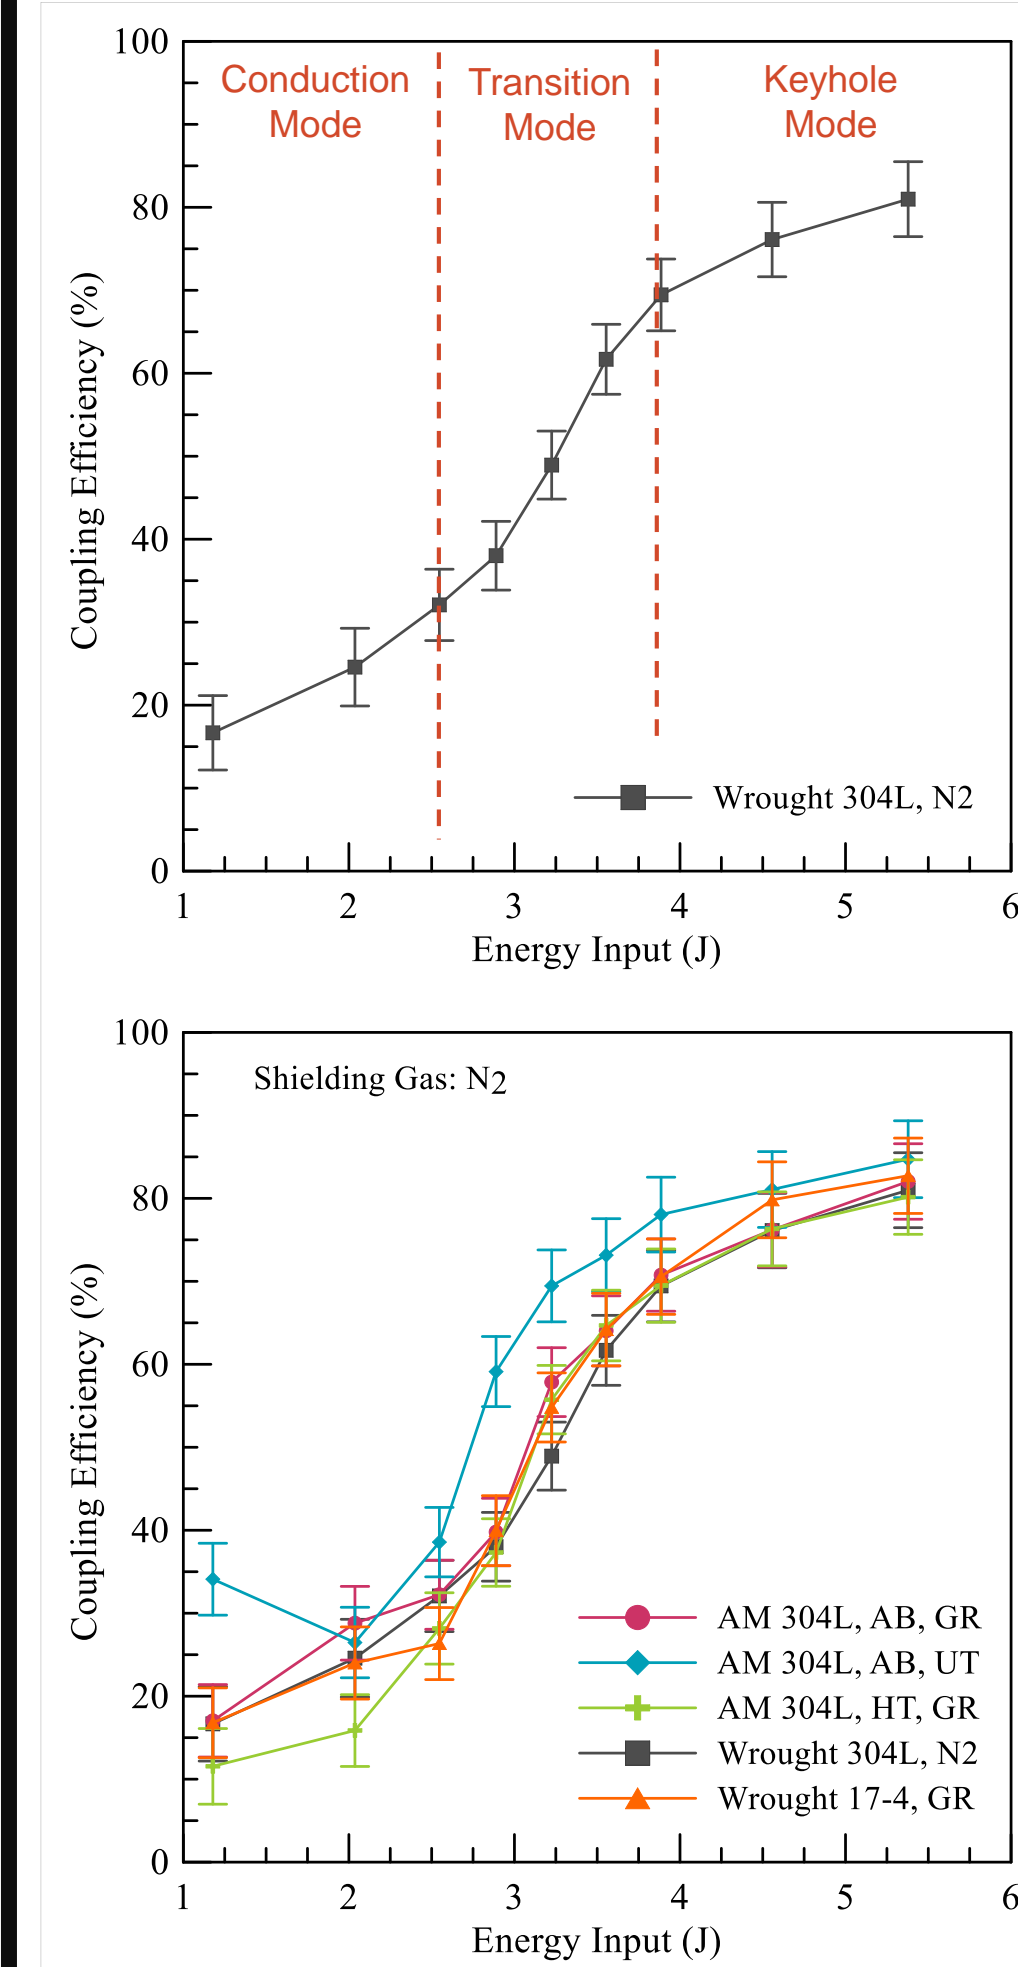 100
Conduction Mode
Transition Mode
Keyhole Mode
80
60
40
20
0
Coupling Efficiency (%)
Wrought 304L, N2
1 2 3 4 5 6
Energy Input (J)
100
Shielding Gas: N2
80
60
40
20
0
Coupling Efficiency (%)
AM 304L, AB, GR
AM 304L, AB, UT
AM 304L, HT, GR
Wrought 304L, N2
Wrought 17-4, GR
1 2 3 4 5 6
Energy Input (J)